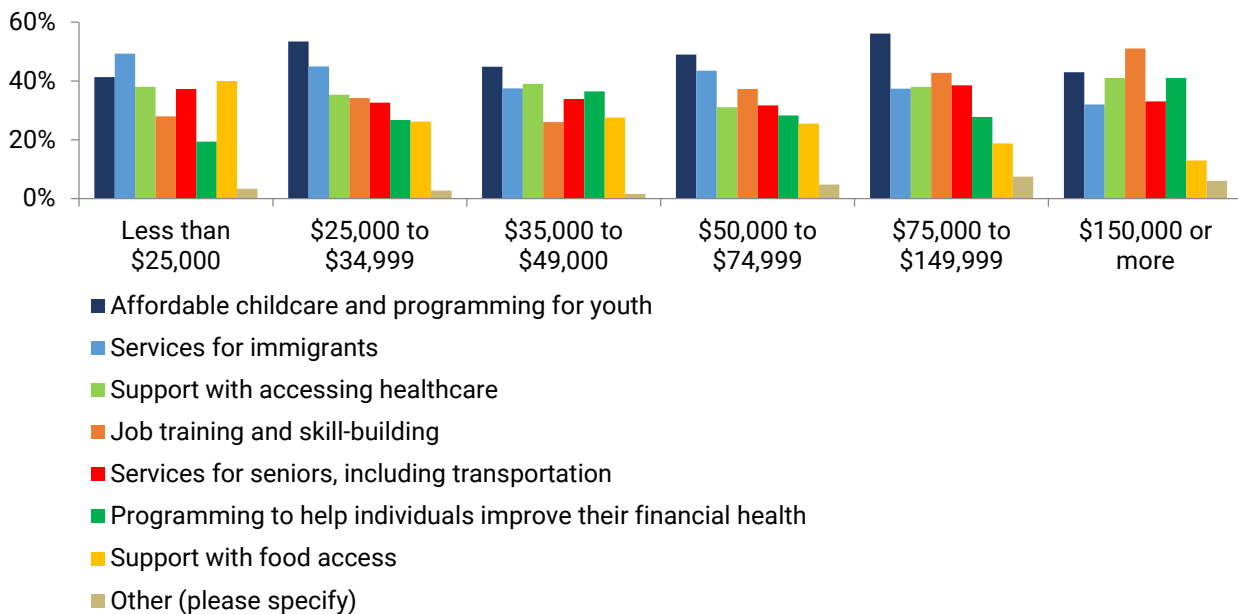 60%
40%
20%
0%
Less than
$25,000
$25,000 to
$34,999
$35,000 to
$49,000
$50,000 to
$74,999
$75,000 to
$149,999
$150,000 or
more
Affordable childcare and programming for youth
Services for immigrants
Support with accessing healthcare
Job training and skill-building
Services for seniors, including transportation
Programming to help individuals improve their financial health
Support with food access
Other (please specify)